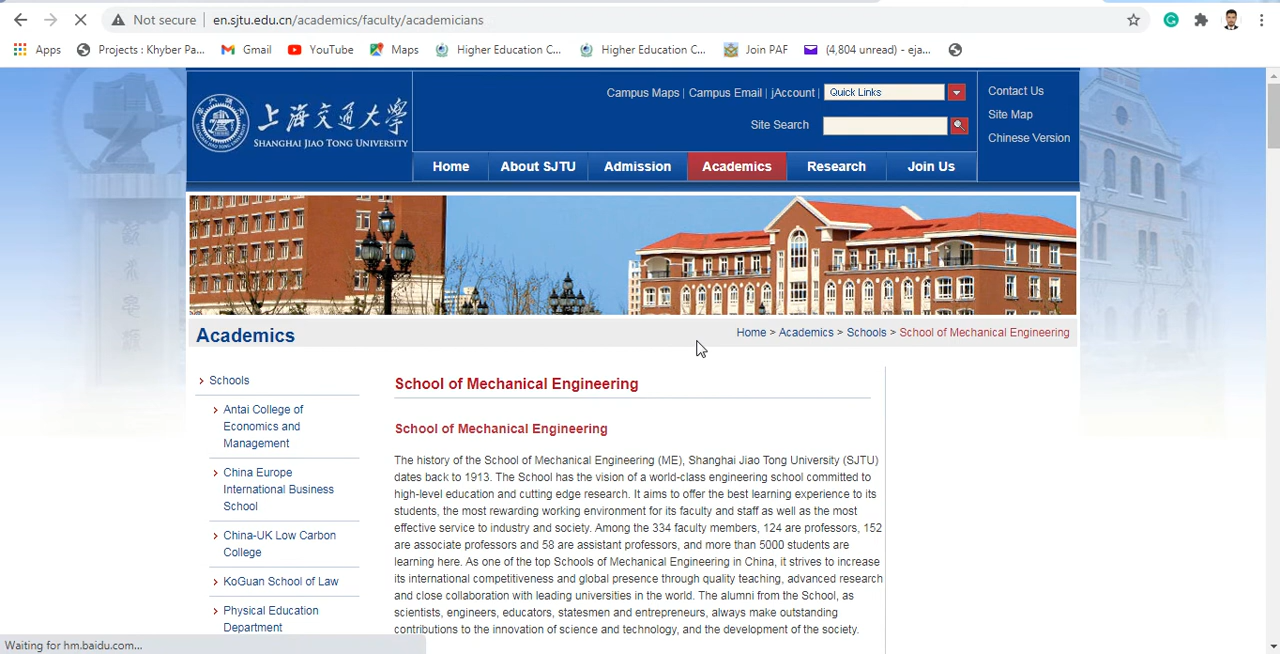 Not secure | en.sjtu.edu.cn/academics/faculty/academicians
Apps Projects : Khyber Pa... Gmail YouTube Maps Higher Education C... Higher Education C... Join PAF (4,804 unread) - eja...
上海交通大学
SHANGHAI JIAO TONG UNIVERSITY
Campus Maps | Campus Email | jAccount | Quick Links
Site Search
Contact Us
Site Map
Chinese Version
Home About SJTU Admission Academics Research Join Us
Academics
Home > Academics > Schools > School of Mechanical Engineering
Schools
Antai College of
Economics and
Management
China Europe
International Business
School
China-UK Low Carbon
College
KoGuan School of Law
Physical Education
Department
School of Mechanical Engineering
School of Mechanical Engineering
The history of the School of Mechanical Engineering (ME), Shanghai Jiao Tong University (SJTU)
dates back to 1913. The School has the vision of a world-class engineering school committed to
high-level education and cutting edge research. It aims to offer the best learning experience to its
students, the most rewarding working environment for its faculty and staff as well as the most
effective service to industry and society. Among the 334 faculty members, 124 are professors, 152
are associate professors and 58 are assistant professors, and more than 5000 students are
learning here. As one of the top Schools of Mechanical Engineering in China, it strives to increase
its international competitiveness and global presence through quality teaching, advanced research
and close collaboration with leading universities in the world. The alumni from the School, as
scientists, engineers, educators, statesmen and entrepreneurs, always make outstanding
contributions to the innovation of science and technology, and the development of the society.
Waiting for hm.baidu.com...